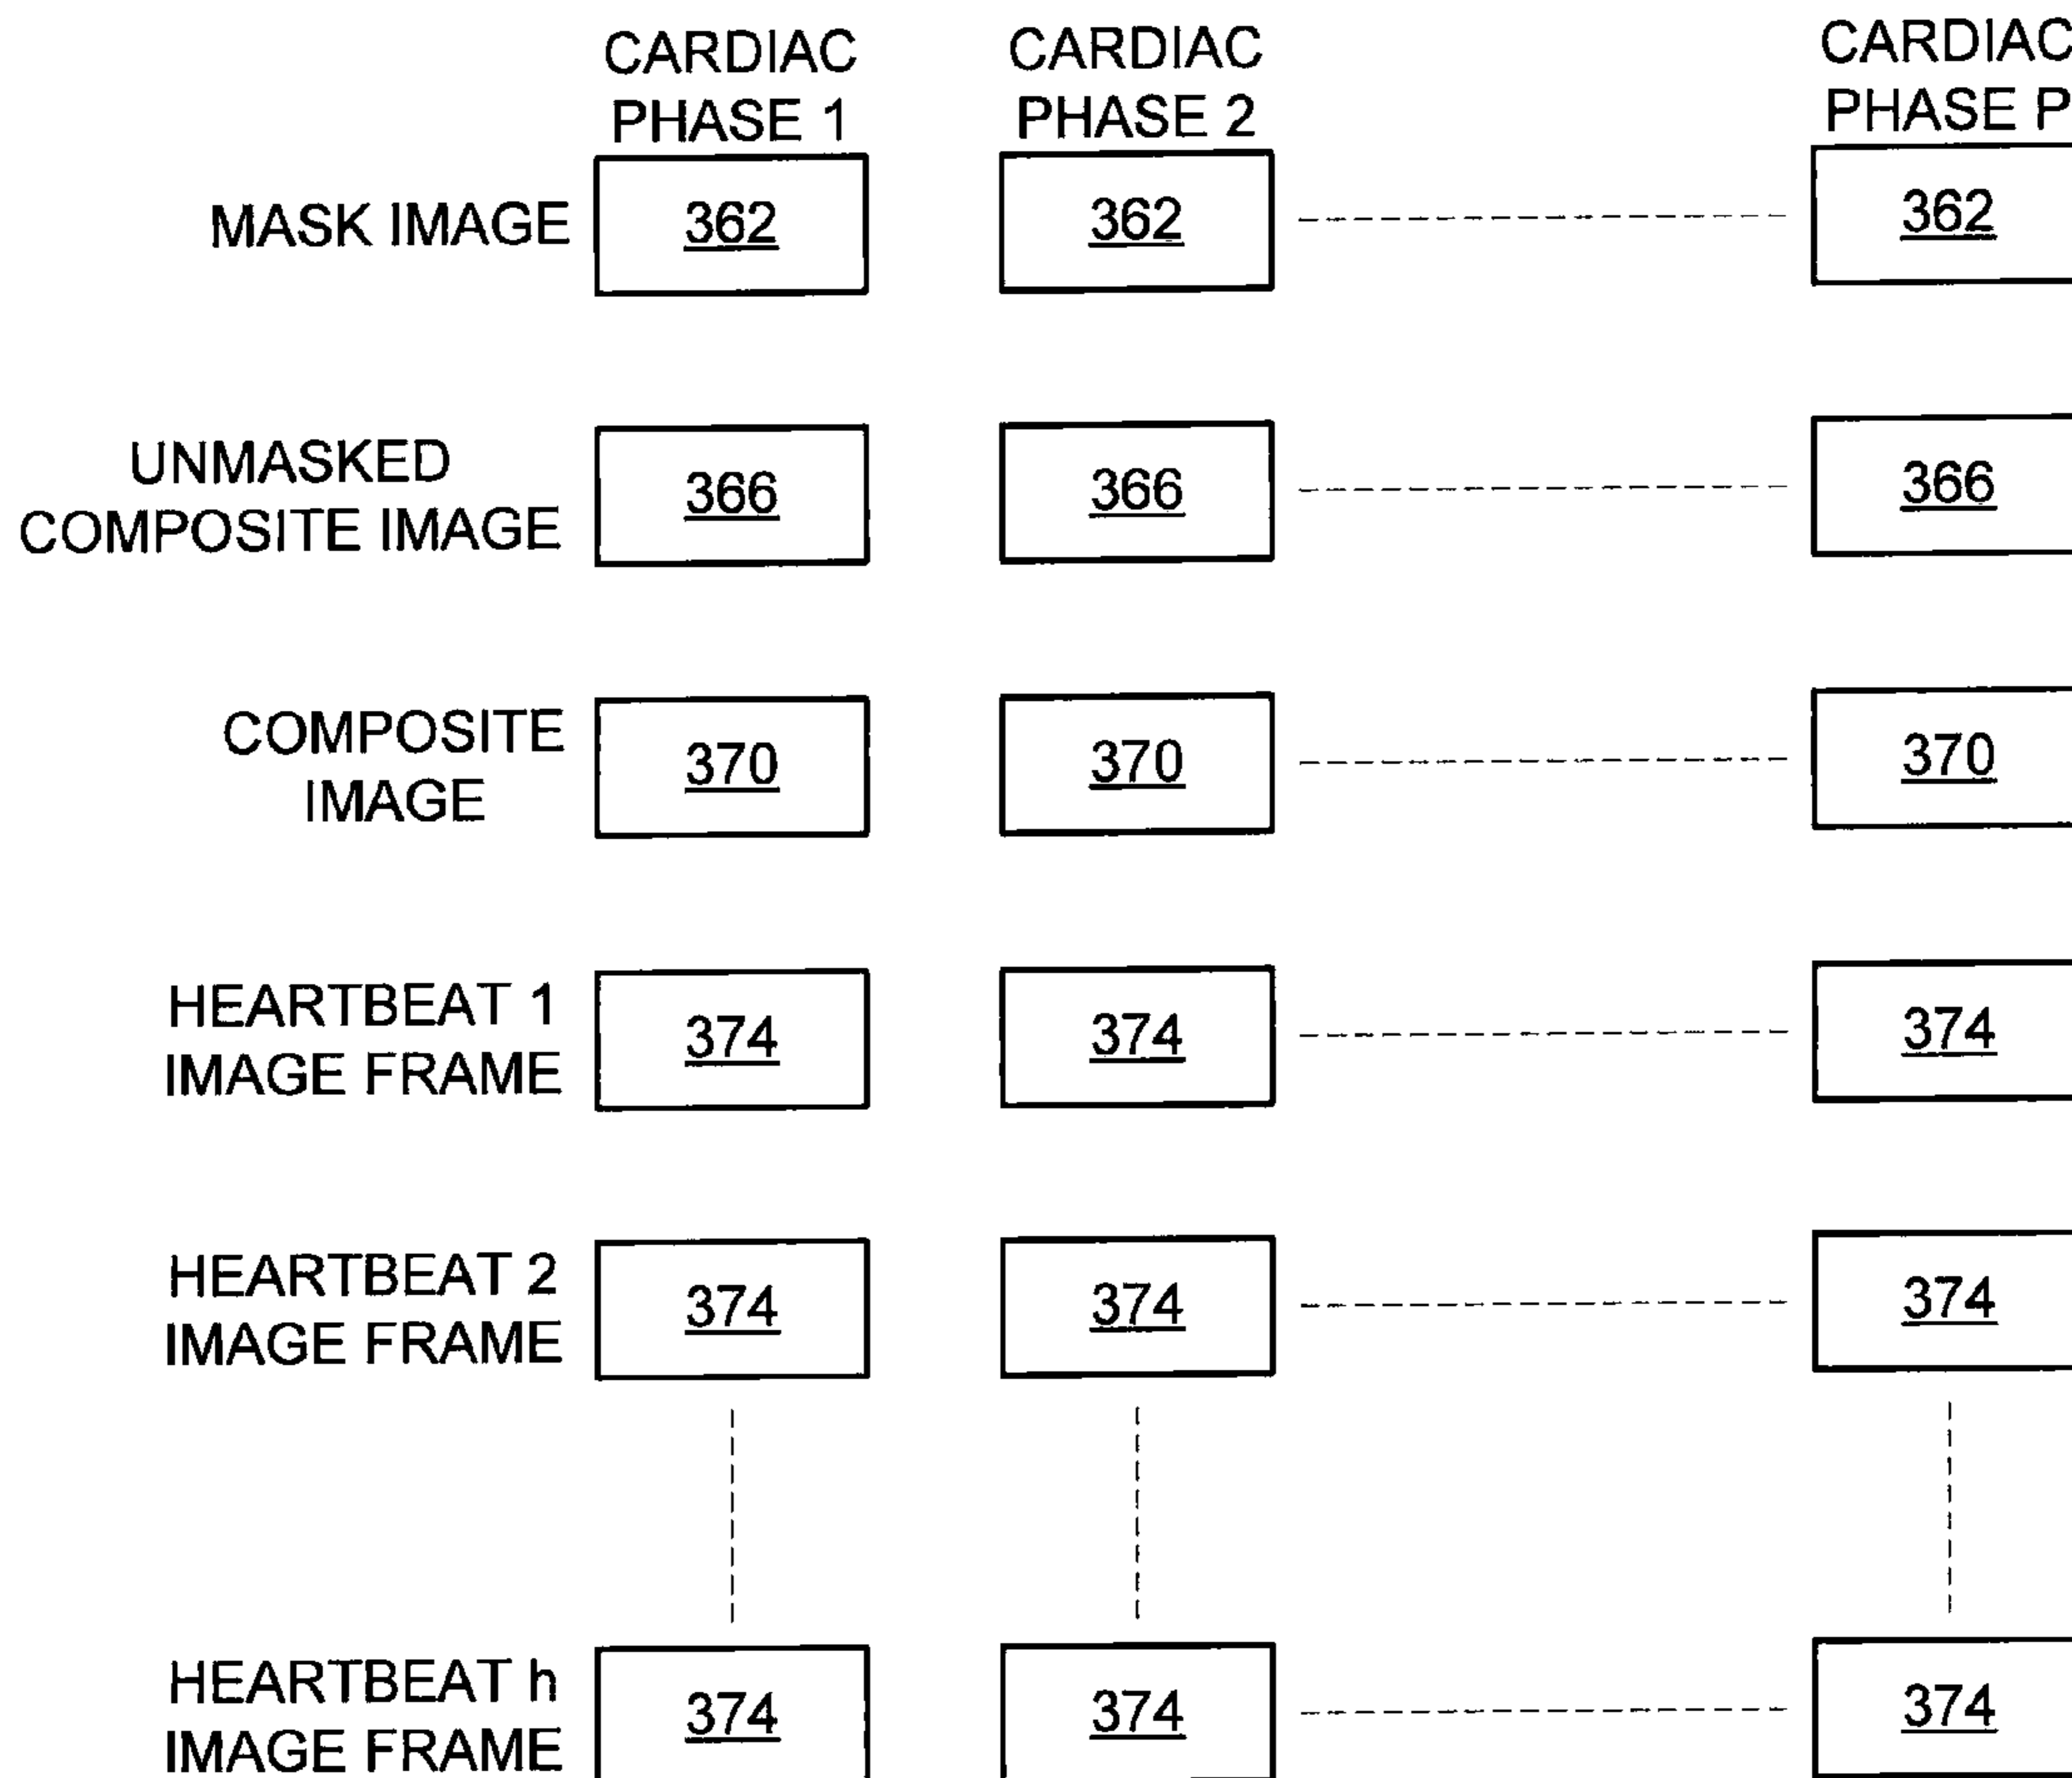 CARDIAC PHASE 1
CARDIAC PHASE 2
CARDIAC PHASE P
MASK IMAGE
362
362
362
UNMASKED
COMPOSITE IMAGE
366
366
366
COMPOSITE
IMAGE
370
370
370
HEARTBEAT 1
IMAGE FRAME
374
374
374
HEARTBEAT 2
IMAGE FRAME
374
374
374
HEARTBEAT h
IMAGE FRAME
374
374
374